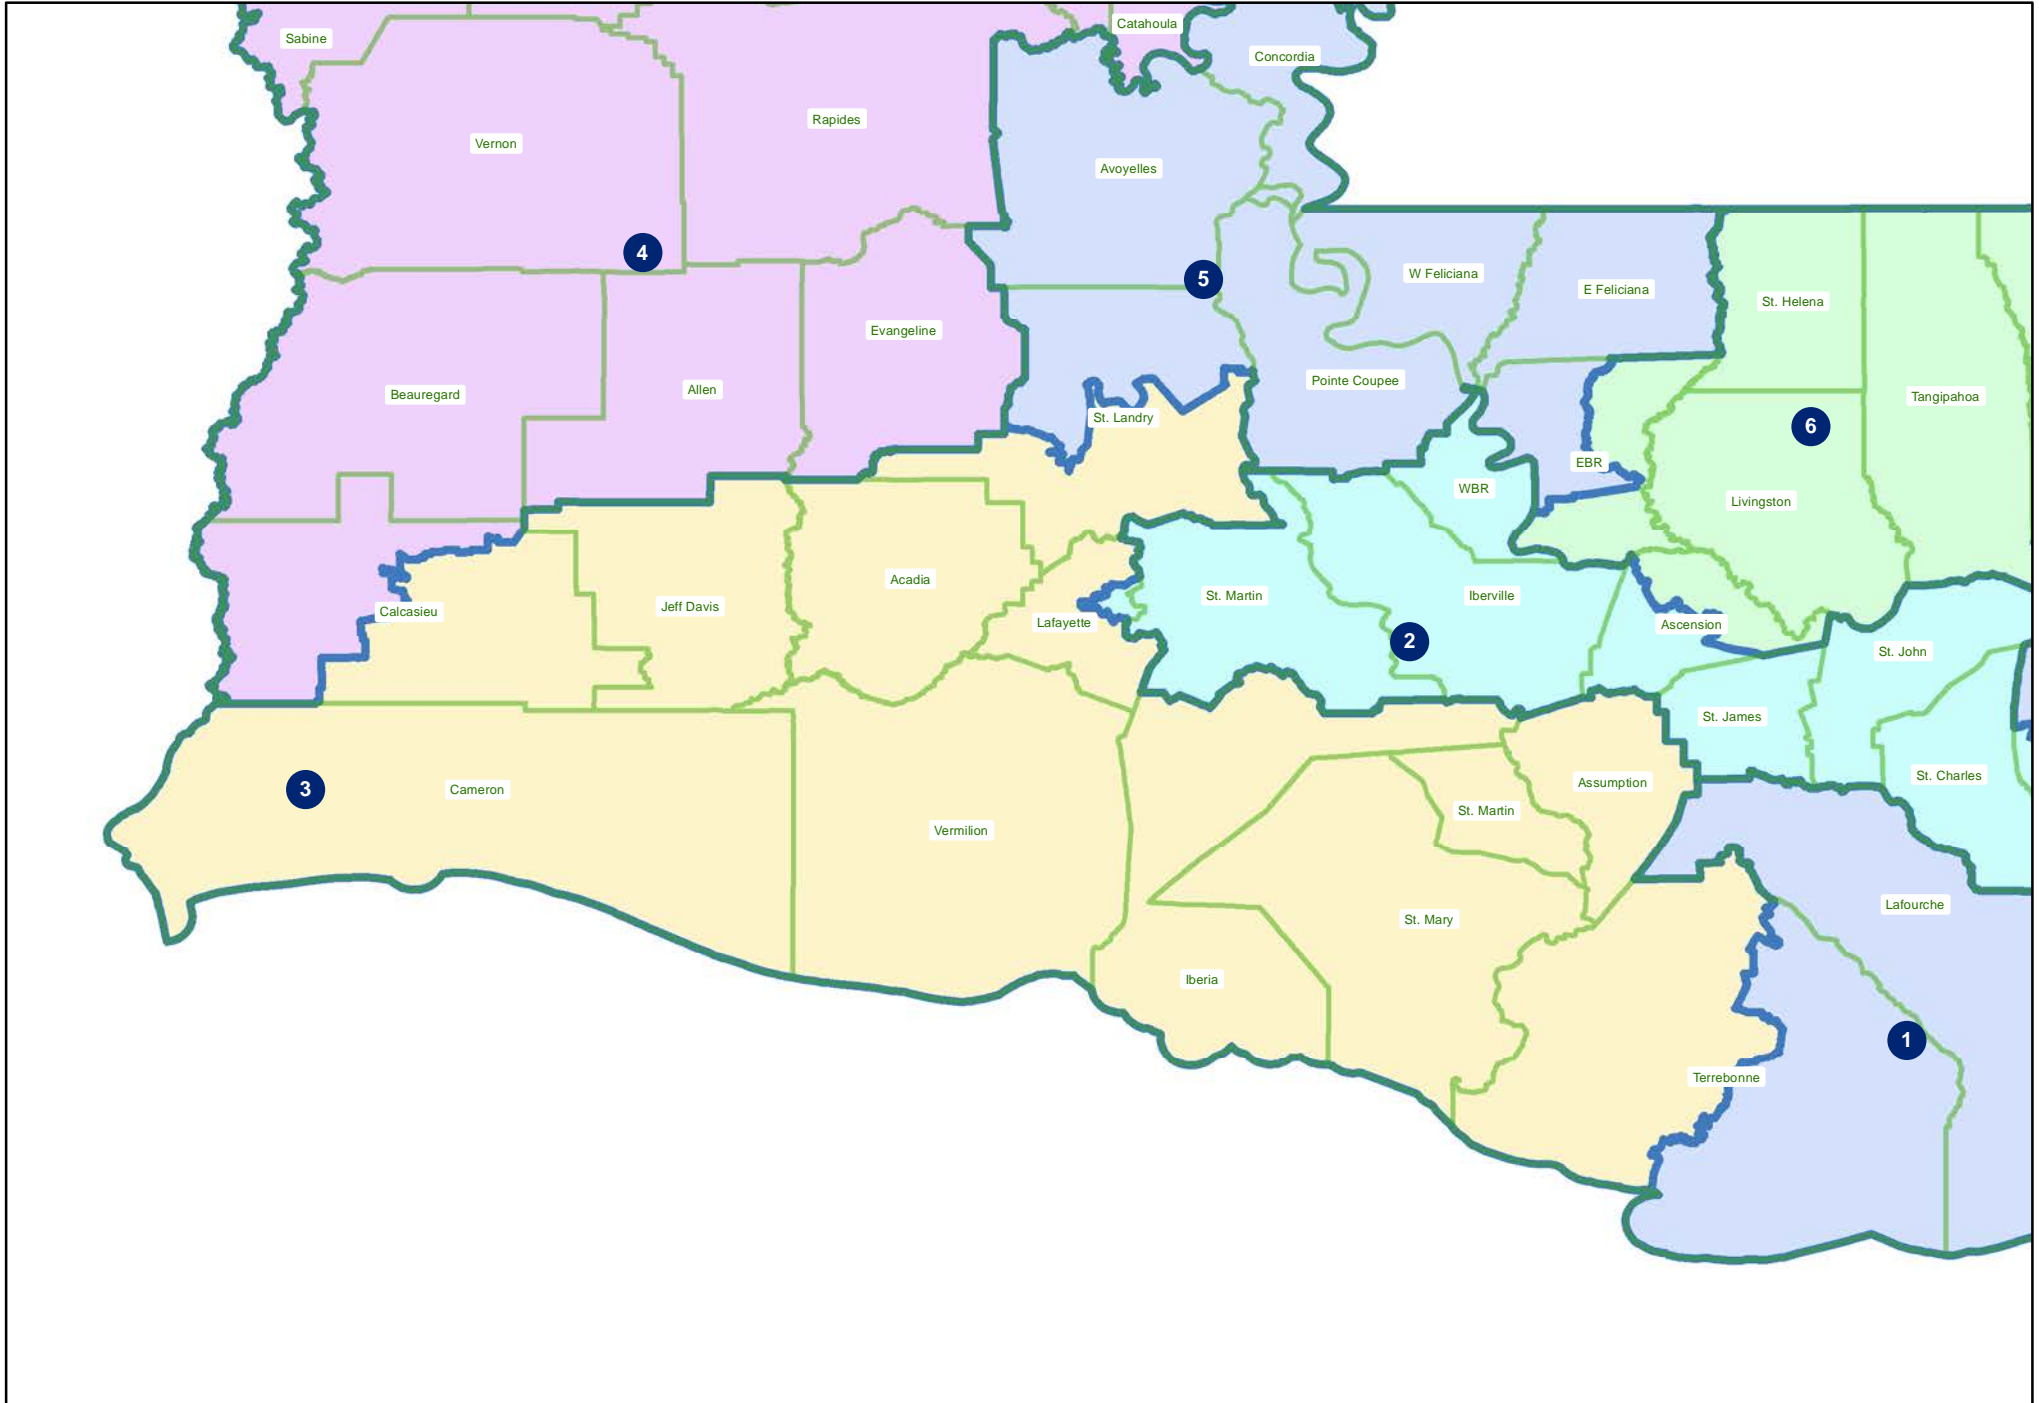 Catahoula
Sabine
Concordia
Rapides
Vernon
Avoyelles
4
W Feliciana
5
E Feliciana
St. Helena
Evangeline
Pointe Coupee
Allen
Beauregard
Tangipahoa
St. Landry
6
EBR
WBR
Livingston
Acadia
St. Martin
Iberville
Jeff Davis
Calcasieu
Lafayette
Ascension
2
St. John
St. James
St. Charles
Assumption
3
Cameron
St. Martin
Vermilion
Lafourche
St. Mary
Iberia
1
Terrebonne